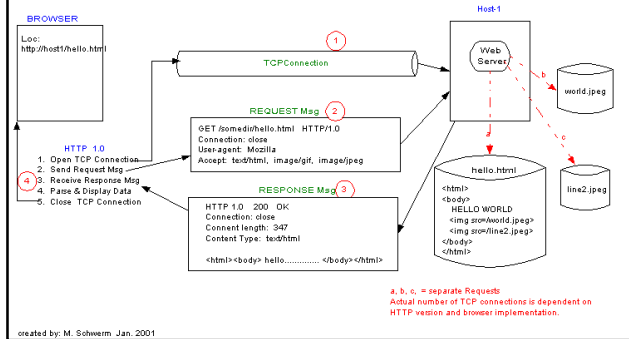 BROWSER
Loc:
http://host1/hello.html
Host-1
1
TCPConnection
Web
Server
b
world.jpeg
a
c
line2.jpeg
REQUEST Msg
2
GET /somedir/hello.html HTTP/1.0
Connection: close
User-agent: Mozilla
Accept: text/html, image/gif, image/jpeg
HTTP 1.0
1. Open TCP Connection
2. Send Request Msg
3. Receive Response Msg
4. Parse & Display Data
5. Close TCP Connection
4
RESPONSE Msg
3
HTTP 1.0 200 OK
Connection: close
Connent length: 347
Content Type: text/html
<html><body> hello.............. </body></html>
hello.html
<html>
<body>
HELLO WORLD
<img src=/world.jpeg>
<img src=/line2.jpeg>
</body>
</html>
a, b, c, = separate Requests
Actual number of TCP connections is dependent on
HTTP version and browser implementation.
created by: M. Schwerm Jan. 2001